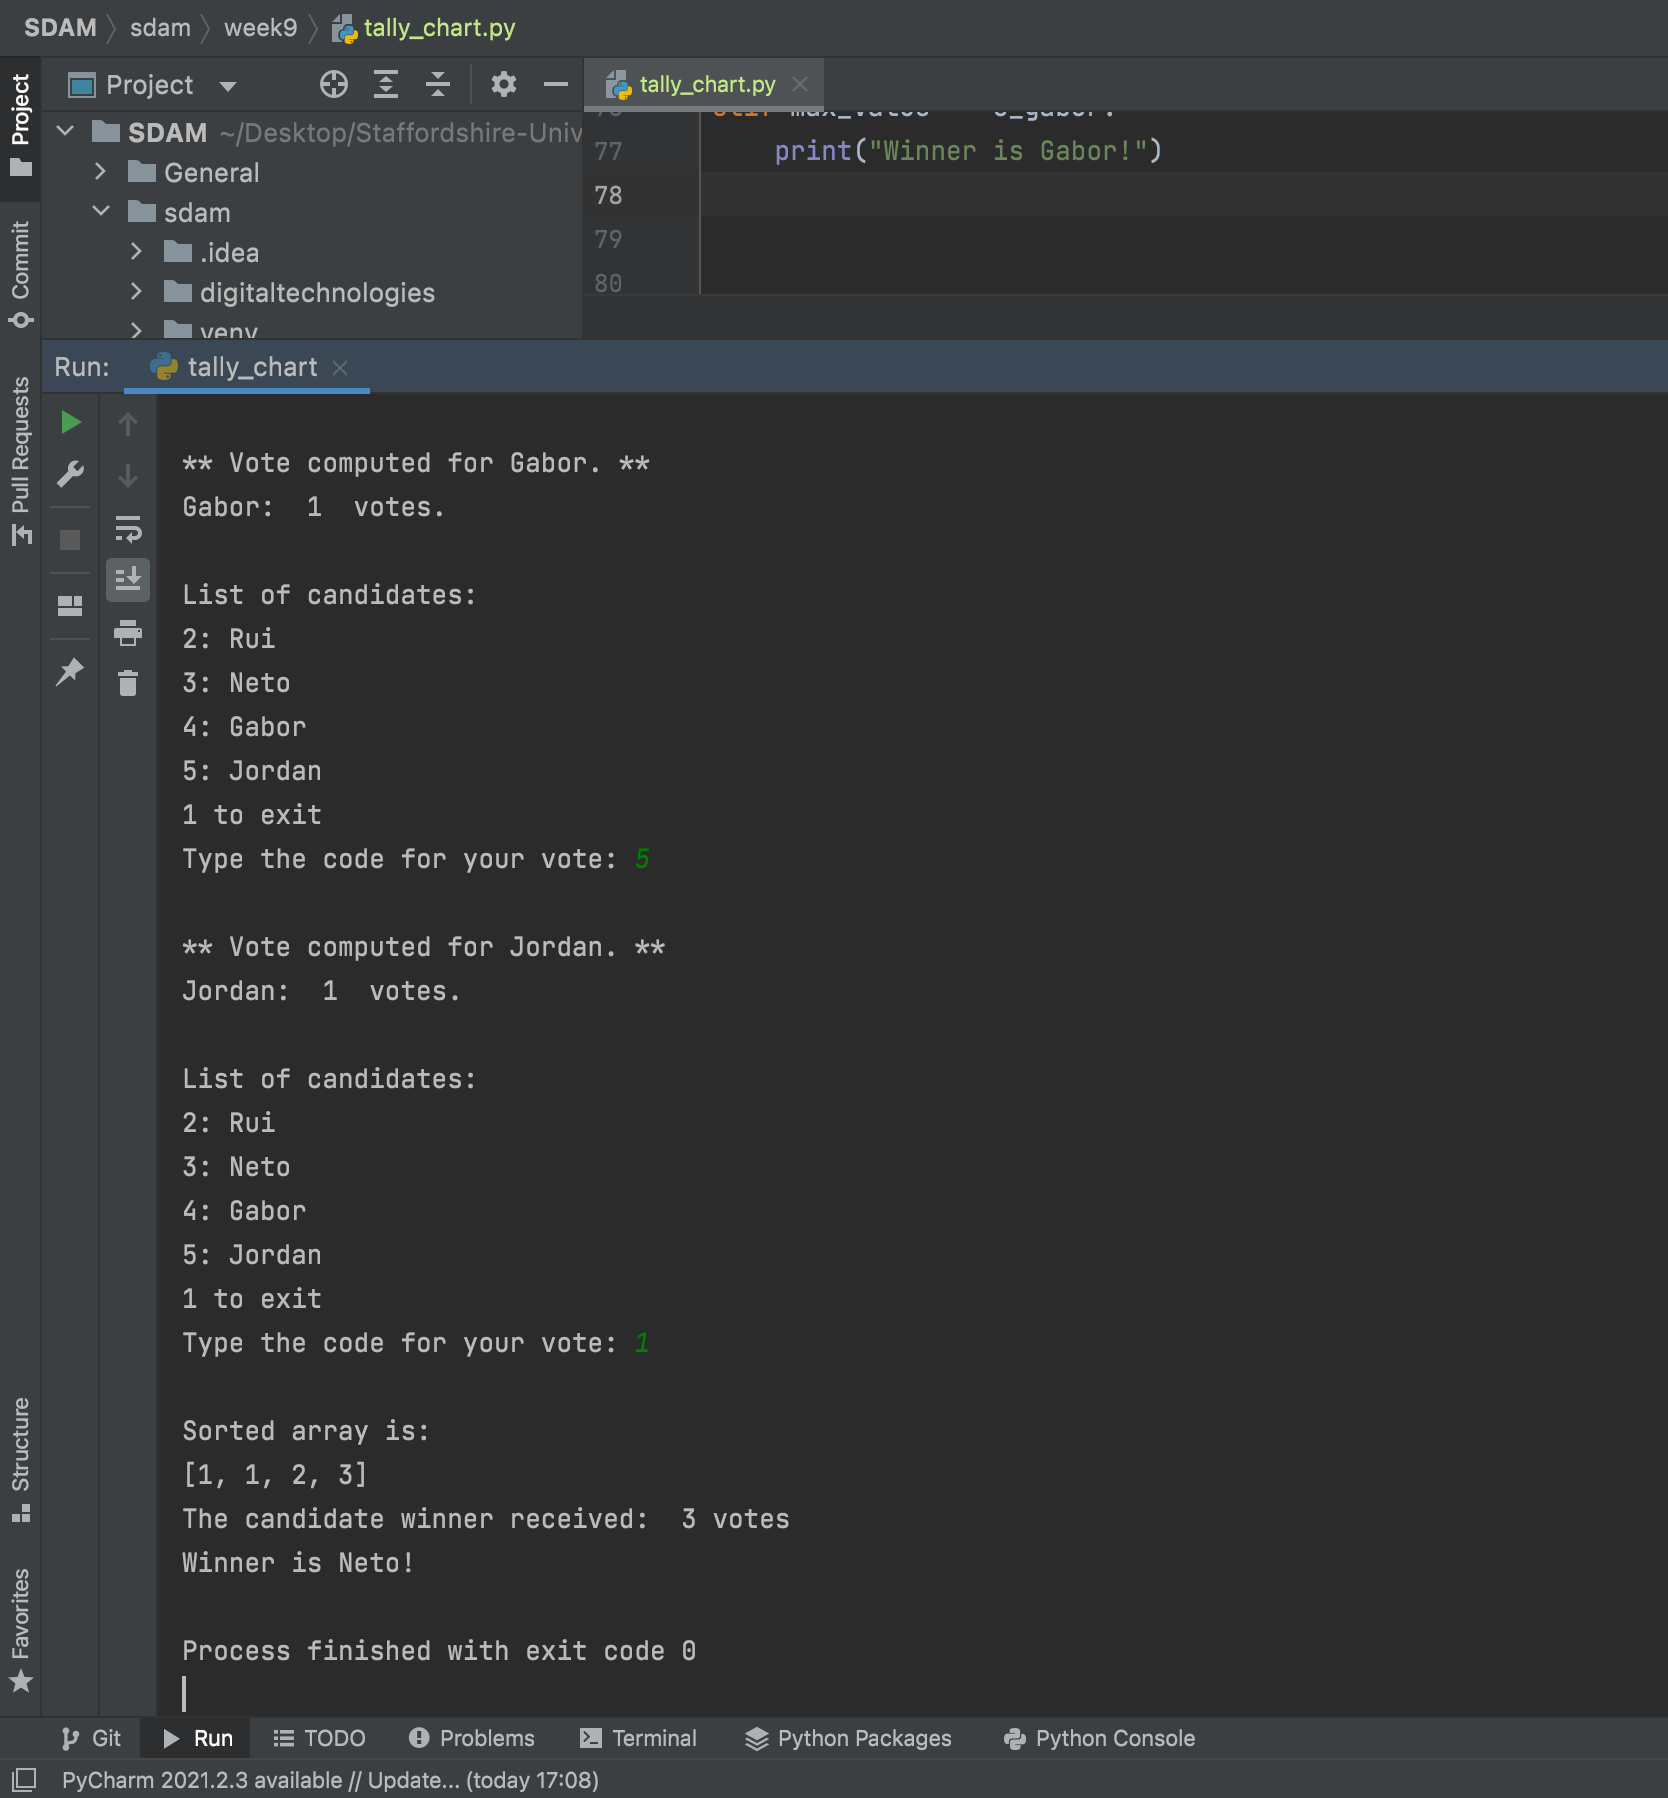 SDAM sdam week9 tally_chart.py
Project
tally_chart.py
SDAM ~/Desktop/Staffordshire-Univ
General
sdam
.idea
digitaltechnologies
venv
77 print("Winner is Gabor!")
78
79
80
Project
Commit
Pull Requests
Structure
Favorites
Run: tally_chart
** Vote computed for Gabor. **
Gabor:  1  votes.
List of candidates:
2: Rui
3: Neto
4: Gabor
5: Jordan
1 to exit
Type the code for your vote: 5
** Vote computed for Jordan. **
Jordan:  1  votes.
List of candidates:
2: Rui
3: Neto
4: Gabor
5: Jordan
1 to exit
Type the code for your vote: 1
Sorted array is:
[1, 1, 2, 3]
The candidate winner received:  3 votes
Winner is Neto!
Process finished with exit code 0
Git Run TODO Problems Terminal Python Packages Python Console
PyCharm 2021.2.3 available // Update... (today 17:08)